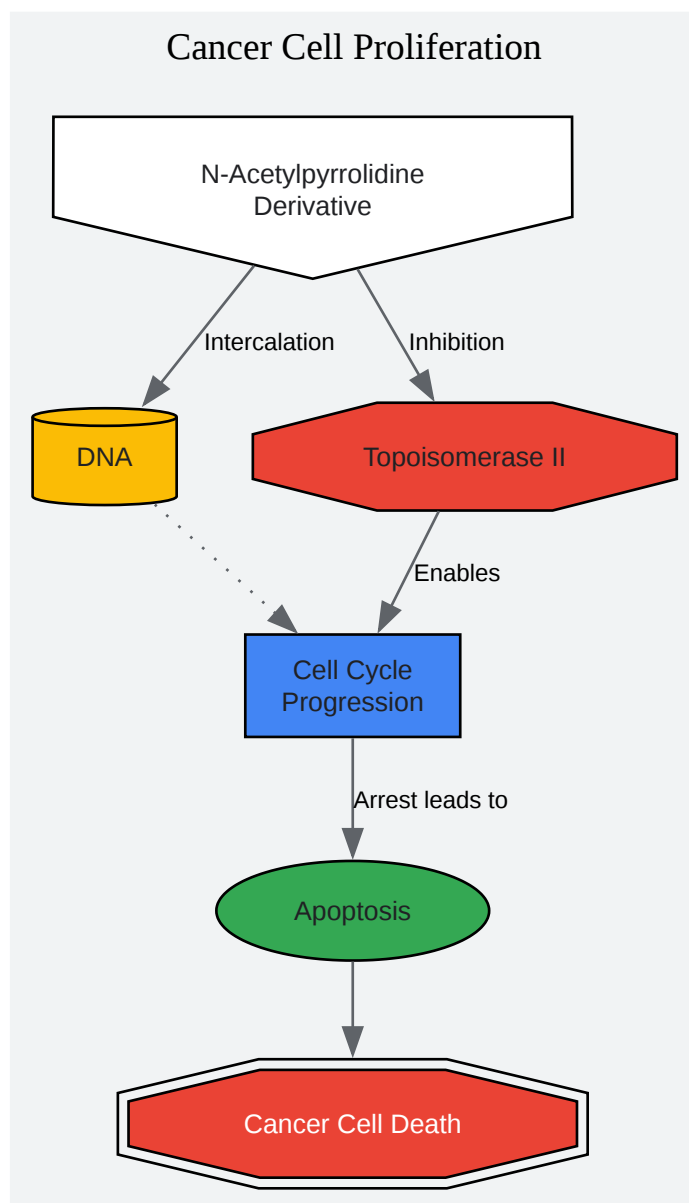 Cancer Cell Proliferation
N-Acetylpyrrolidine
Derivative
Intercalation
Inhibition
DNA
Topoisomerase II
Enables
Cell Cycle
Progression
Arrest leads to
Apoptosis
Cancer Cell Death